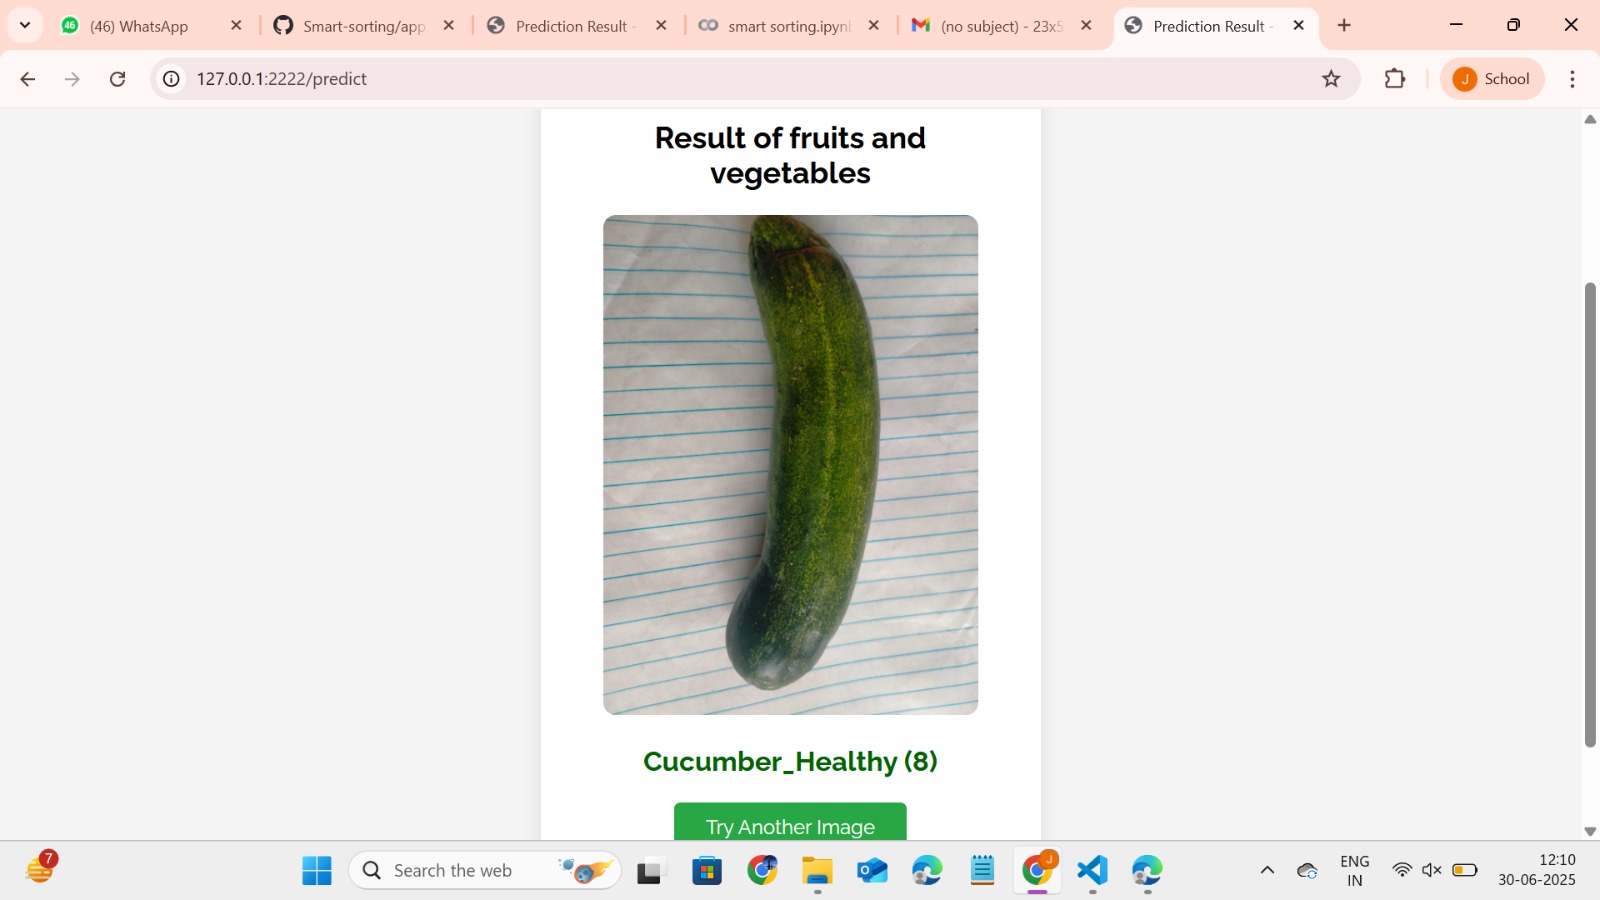 (46) WhatsApp
Smart-sorting/app
Prediction Result -
smart sorting.ipynl
(no subject) - 23x5
Prediction Result -
127.0.0.1:2222/predict
School
Result of fruits and
vegetables
Cucumber_Healthy (8)
Try Another Image
7
Search the web
ENG
IN
12:10
30-06-2025